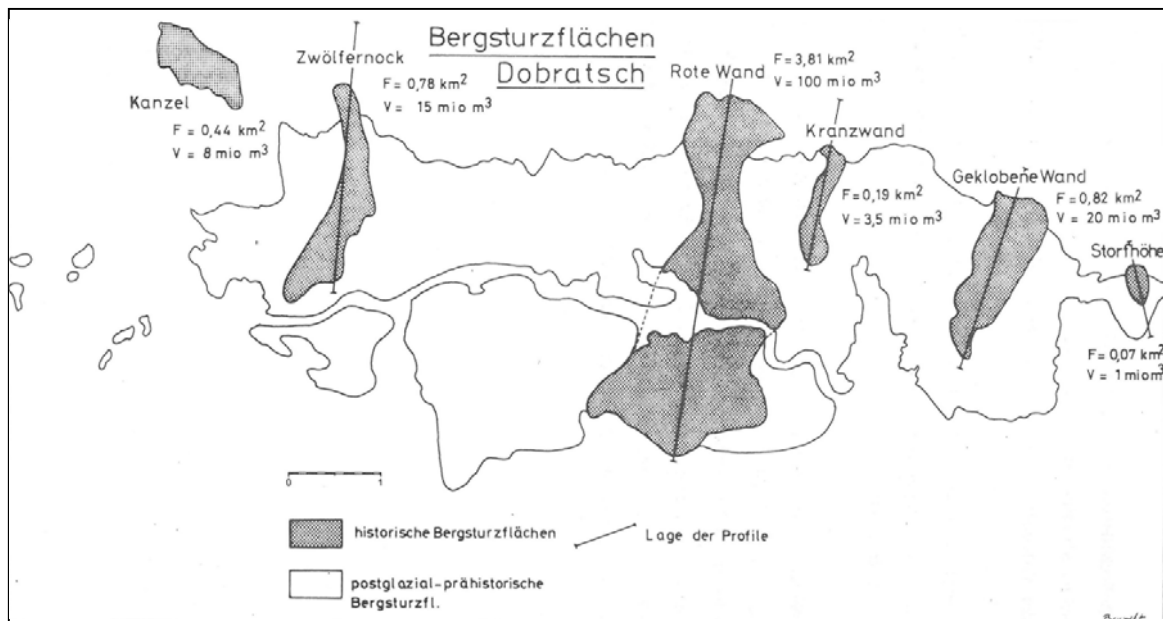 Bergsturzflächen
Dobratsch
Kanzel
F = 0,44 km²
V = 8 mio m³
Zwölfernock
F = 0,78 km²
V = 15 mio m³
Rote Wand
F = 3,81 km²
V = 100 mio m³
Kranzwand
F = 0,19 km²
V = 3,5 mio m³
Geklobene Wand
F = 0,82 km²
V = 20 mio m³
Storfhöhe
F = 0,07 km²
V = 1 mio m³
0 1
historische Bergsturzflächen
Lage der Profile
postglazial-prähistorische
Bergsturzfl.